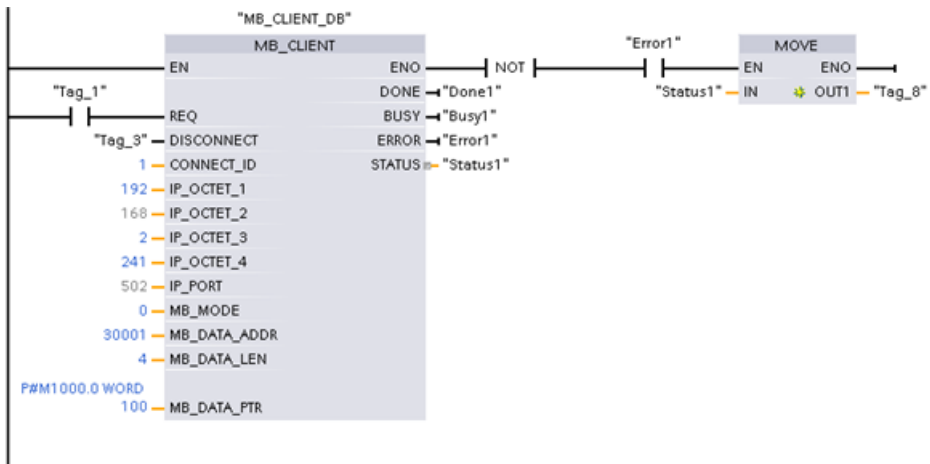 "MB_CLIENT_DB"
MB_CLIENT
EN ENO NOT "Error1" MOVE
EN ENO
DONE "Done1" "Status1" IN OUT1 "Tag_8"
"Tag_1" REQ BUSY "Busy1"
"Tag_3" DISCONNECT ERROR "Error1"
1 CONNECT_ID STATUS "Status1"
192 IP_OCTET_1
168 IP_OCTET_2
2 IP_OCTET_3
241 IP_OCTET_4
502 IP_PORT
0 MB_MODE
30001 MB_DATA_ADDR
4 MB_DATA_LEN
P#M1000.0 WORD
100 MB_DATA_PTR